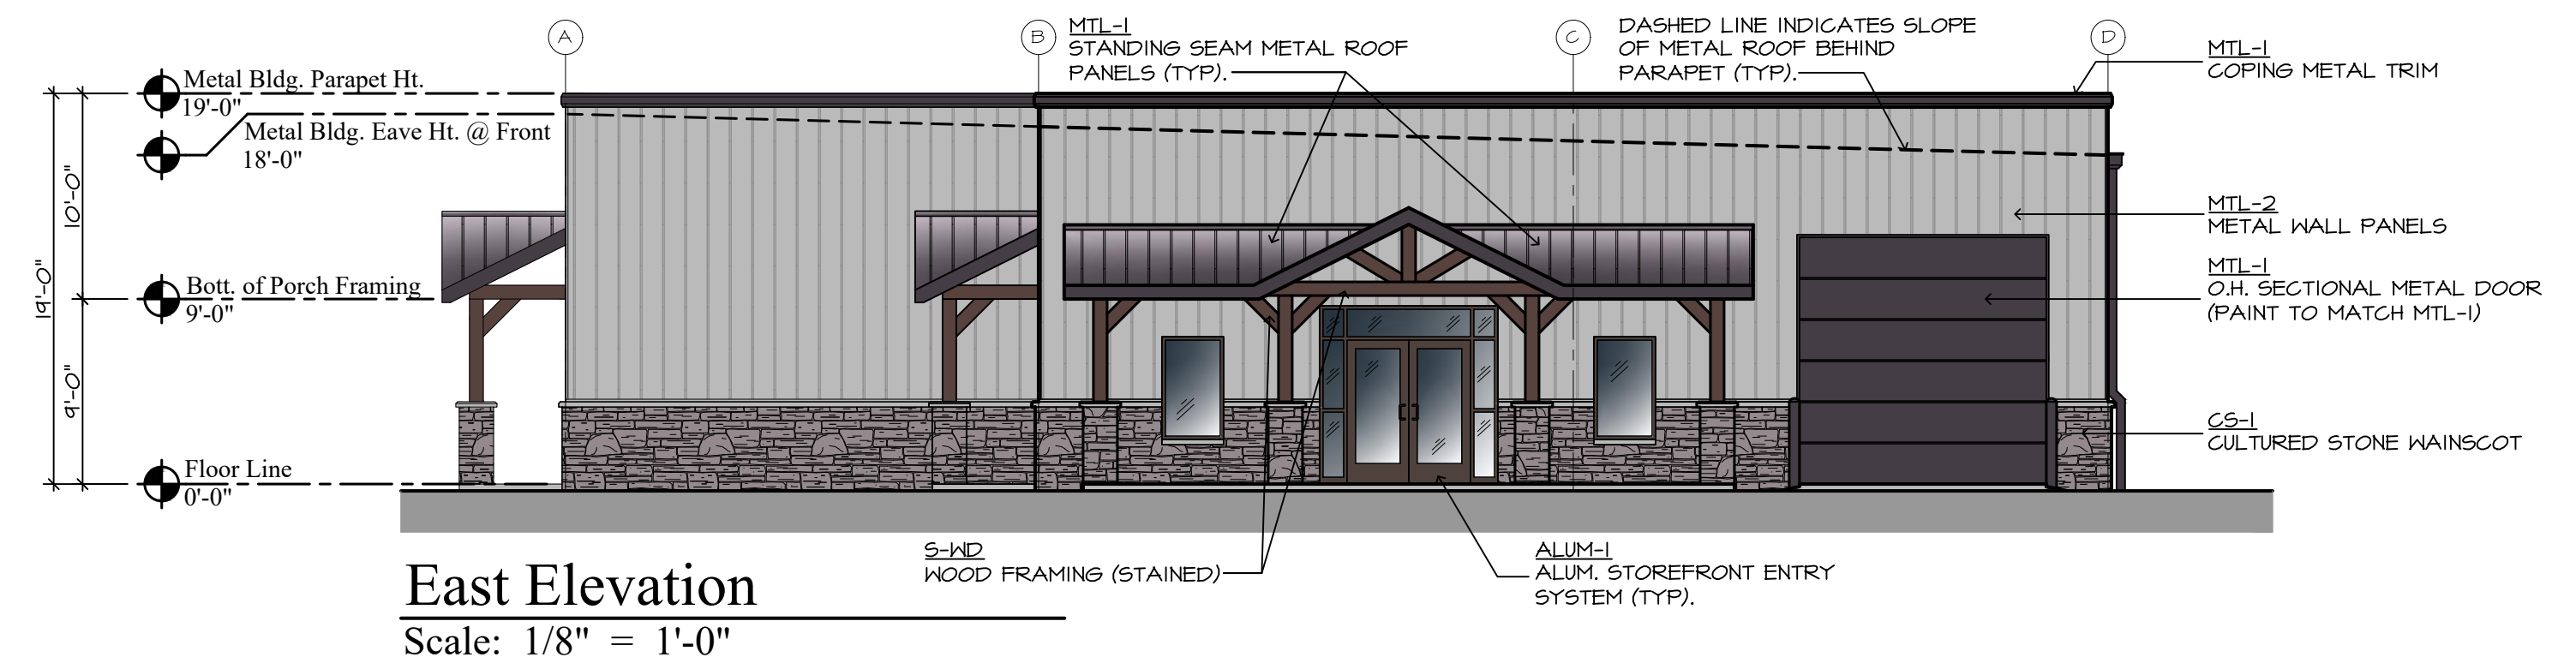 A
B
C
D
MTL-1
STANDING SEAM METAL ROOF
PANELS (TYP).
DASHED LINE INDICATES SLOPE
OF METAL ROOF BEHIND
PARAPET (TYP).
MTL-1
COPING METAL TRIM
Metal Bldg. Parapet Ht.
19'-0"
Metal Bldg. Eave Ht. @ Front
18'-0"
10'-0"
19'-0"
9'-0"
Bott. of Porch Framing
9'-0"
Floor Line
0'-0"
MTL-2
METAL WALL PANELS
MTL-1
O.H. SECTIONAL METAL DOOR
(PAINT TO MATCH MTL-1)
CS-1
CULTURED STONE WAINSCOT
S-WD
WOOD FRAMING (STAINED)
ALUM-1
ALUM. STOREFRONT ENTRY
SYSTEM (TYP).
East Elevation
Scale: 1/8" = 1'-0"